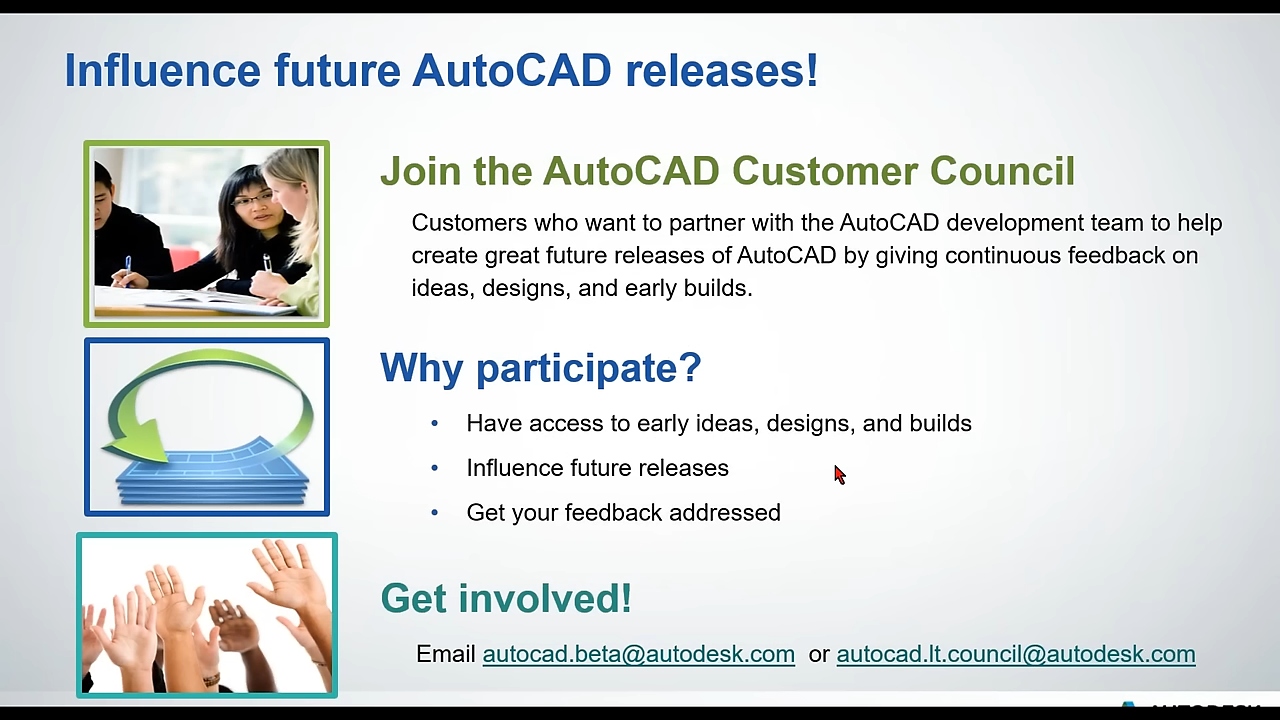 Influence future AutoCAD releases!
Join the AutoCAD Customer Council
Customers who want to partner with the AutoCAD development team to help
create great future releases of AutoCAD by giving continuous feedback on
ideas, designs, and early builds.
Why participate?
• Have access to early ideas, designs, and builds
• Influence future releases
• Get your feedback addressed
Get involved!
Email autocad.beta@autodesk.com or autocad.lt.council@autodesk.com
AUTODESK